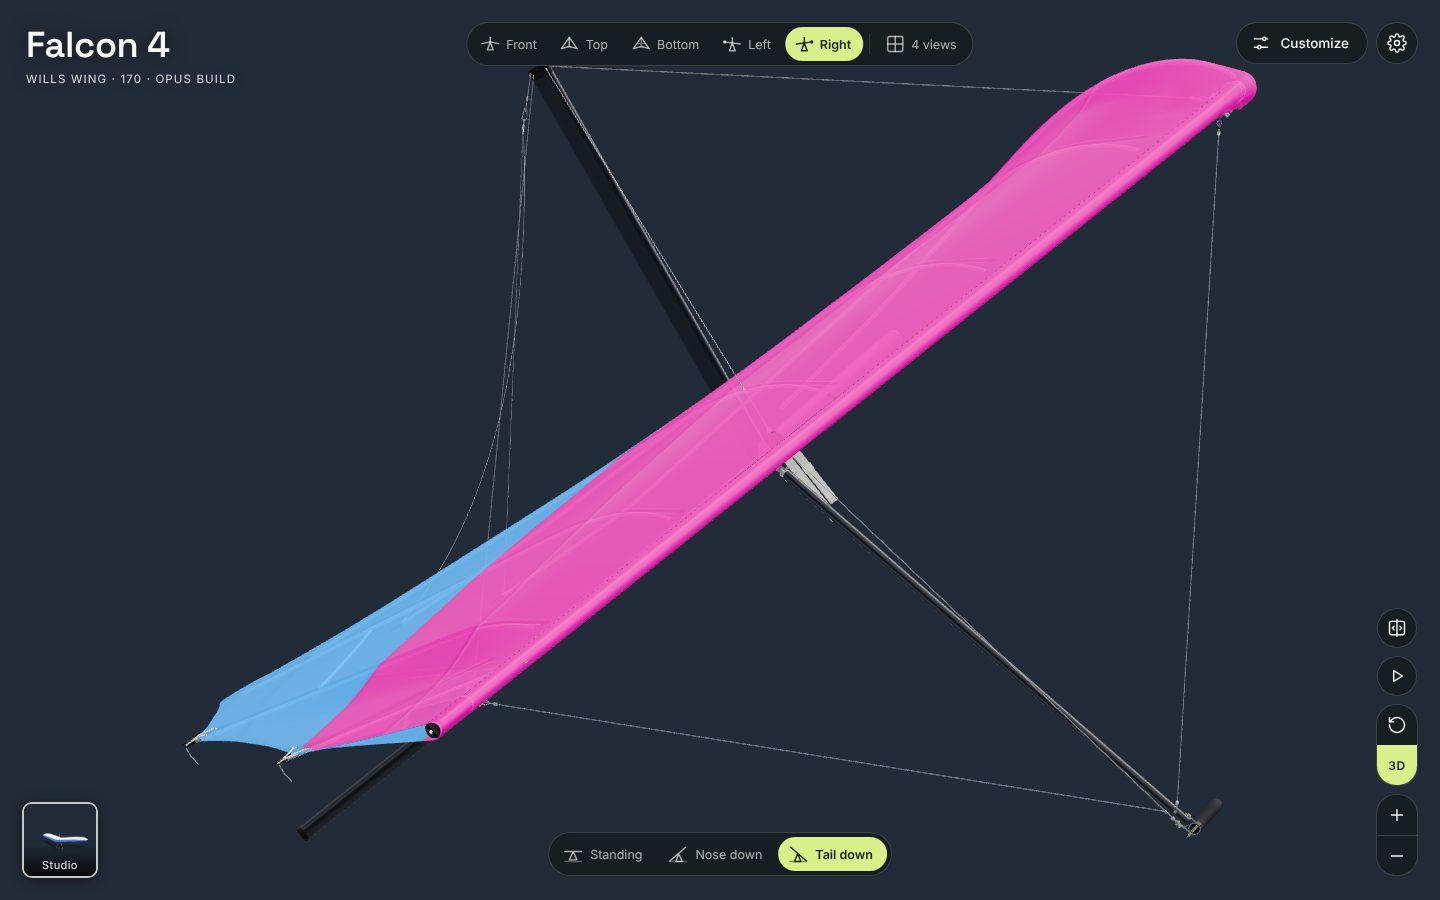 Falcon 4
WILLS WING · 170 · OPUS BUILD
Front
Top
Bottom
Left
Right
4 views
Customize
3D
Studio
Standing
Nose down
Tail down